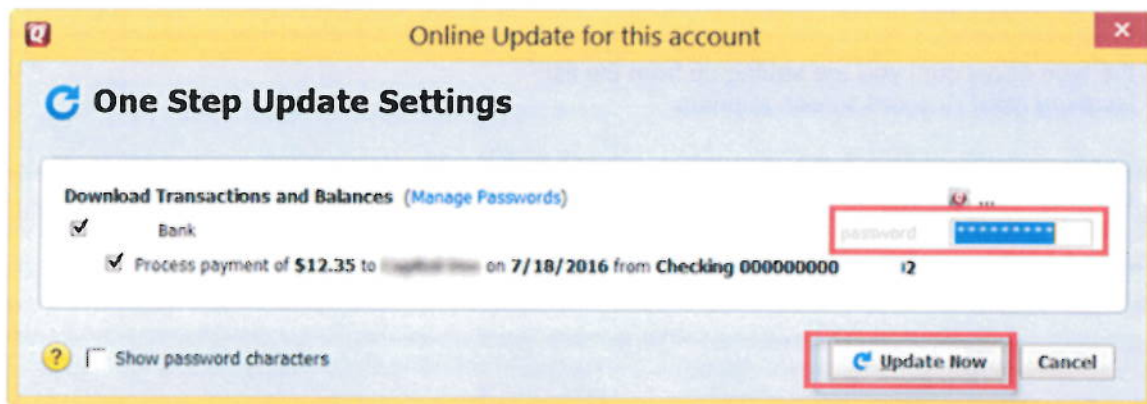 Online Update for this account
One Step Update Settings
Download Transactions and Balances (Manage Passwords) ...
Bank password *********
Process payment of $12.35 to on 7/18/2016 from Checking 000000000 2
? Show password characters Update Now Cancel